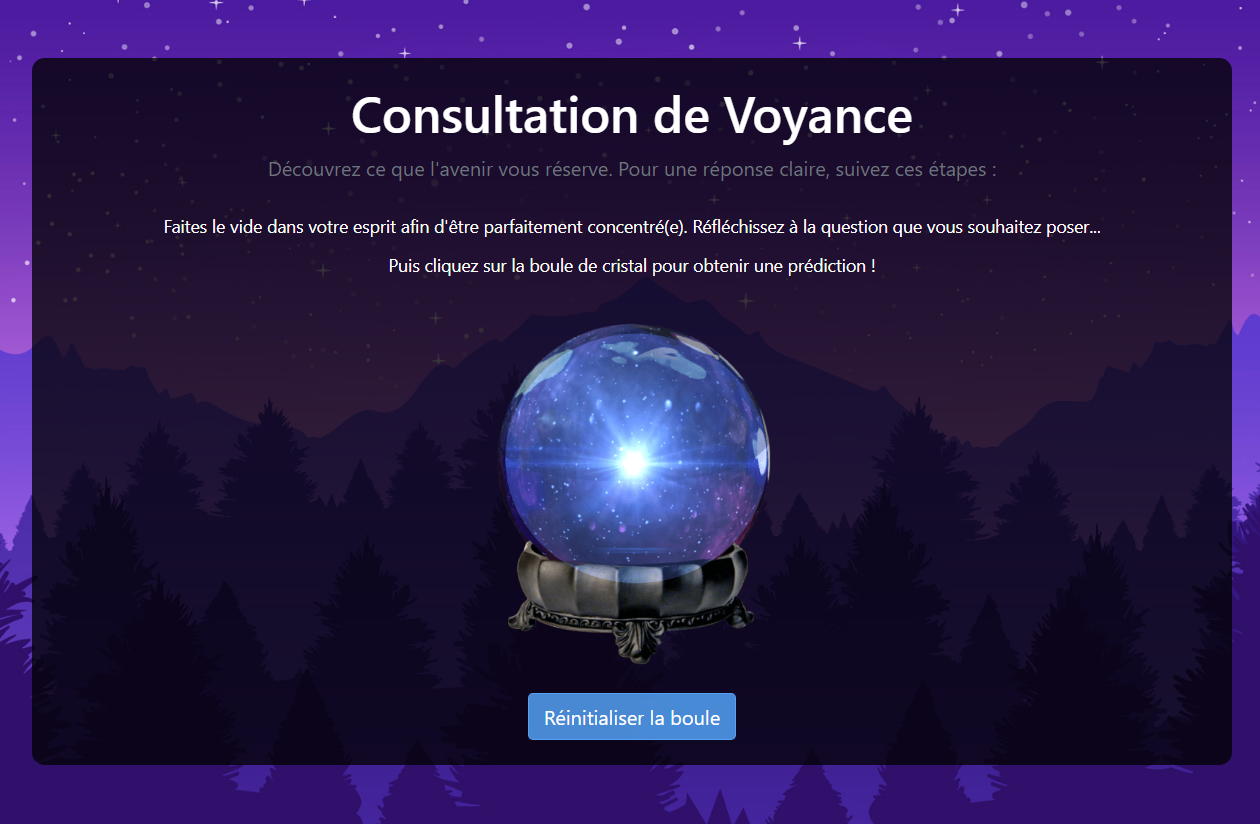 Consultation de Voyance
Découvrez ce que l'avenir vous réserve. Pour une réponse claire, suivez ces étapes :
Faites le vide dans votre esprit afin d'être parfaitement concentré(e). Réfléchissez à la question que vous souhaitez poser...
Puis cliquez sur la boule de cristal pour obtenir une prédiction !
Réinitialiser la boule